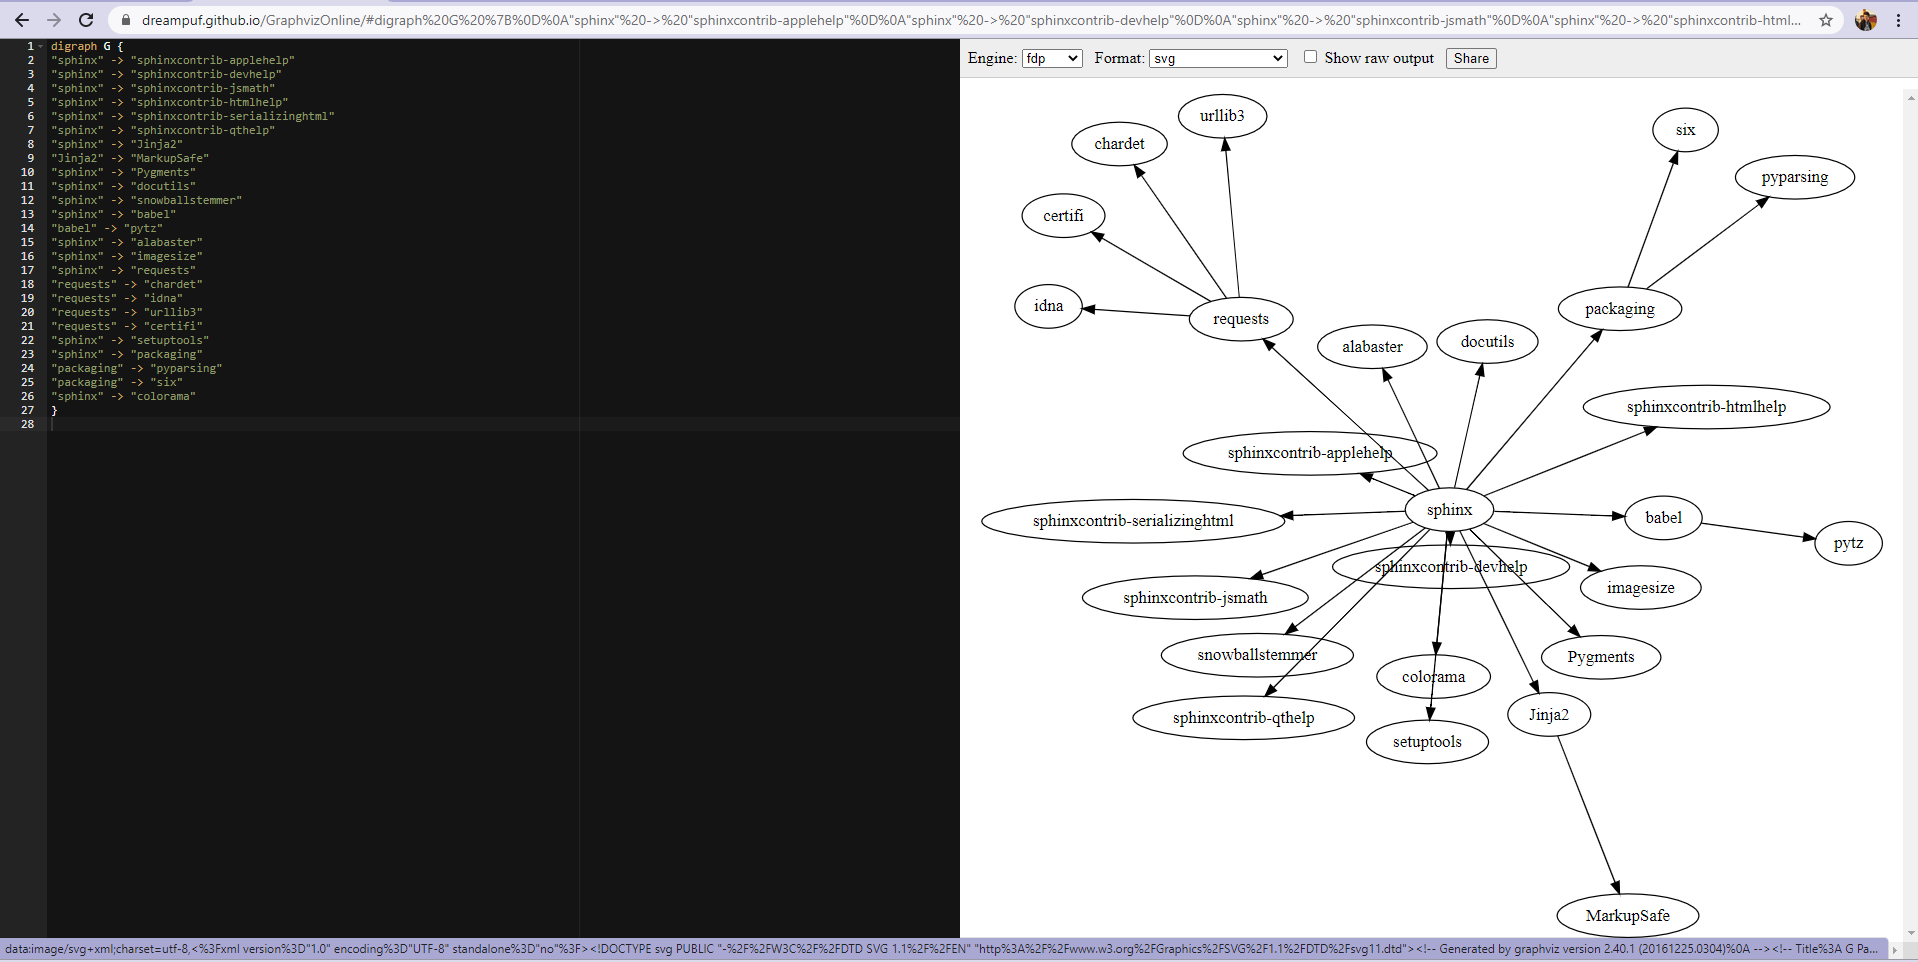 dreampuf.github.io/GraphvizOnline/#digraph%20G%20%7B%0D%0A"sphinx"%20->%20"sphinxcontrib-applehelp"%0D%0A"sphinx"%20->%20"sphinxcontrib-devhelp"%0D%0A"sphinx"%20->%20"sphinxcontrib-jsmath"%0D%0A"sphinx"%20->%20"sphinxcontrib-html...
1 digraph G {
2 "sphinx" -> "sphinxcontrib-applehelp"
3 "sphinx" -> "sphinxcontrib-devhelp"
4 "sphinx" -> "sphinxcontrib-jsmath"
5 "sphinx" -> "sphinxcontrib-htmlhelp"
6 "sphinx" -> "sphinxcontrib-serializinghtml"
7 "sphinx" -> "sphinxcontrib-qthelp"
8 "sphinx" -> "Jinja2"
9 "Jinja2" -> "MarkupSafe"
10 "sphinx" -> "Pygments"
11 "sphinx" -> "docutils"
12 "sphinx" -> "snowballstemmer"
13 "sphinx" -> "babel"
14 "babel" -> "pytz"
15 "sphinx" -> "alabaster"
16 "sphinx" -> "imagesize"
17 "sphinx" -> "requests"
18 "requests" -> "chardet"
19 "requests" -> "idna"
20 "requests" -> "urllib3"
21 "requests" -> "certifi"
22 "sphinx" -> "setuptools"
23 "sphinx" -> "packaging"
24 "packaging" -> "pyparsing"
25 "packaging" -> "six"
26 "sphinx" -> "colorama"
27 }
28
Engine: fdp Format: svg Show raw output Share
urllib3
six
chardet
pyparsing
certifi
idna
packaging
requests
docutils
alabaster
sphinxcontrib-htmlhelp
sphinxcontrib-applehelp
sphinx
babel
sphinxcontrib-serializinghtml
pytz
sphinxcontrib-devhelp
imagesize
sphinxcontrib-jsmath
snowballstemmer
Pygments
colorama
Jinja2
sphinxcontrib-qthelp
setuptools
MarkupSafe
data:image/svg+xml;charset=utf-8,<%3Fxml version%3D"1.0" encoding%3D"UTF-8" standalone%3D"no"%3F><!DOCTYPE svg PUBLIC "-%2F%2FW3C%2F%2FDTD SVG 1.1%2F%2FEN" "http%3A%2F%2Fwww.w3.org%2FGraphics%2FSVG%2F1.1%2FDTD%2Fsvg11.dtd"><!-- Generated by graphviz version 2.40.1 (20161225.0304)%0A --><!-- Title%3A G Pa...